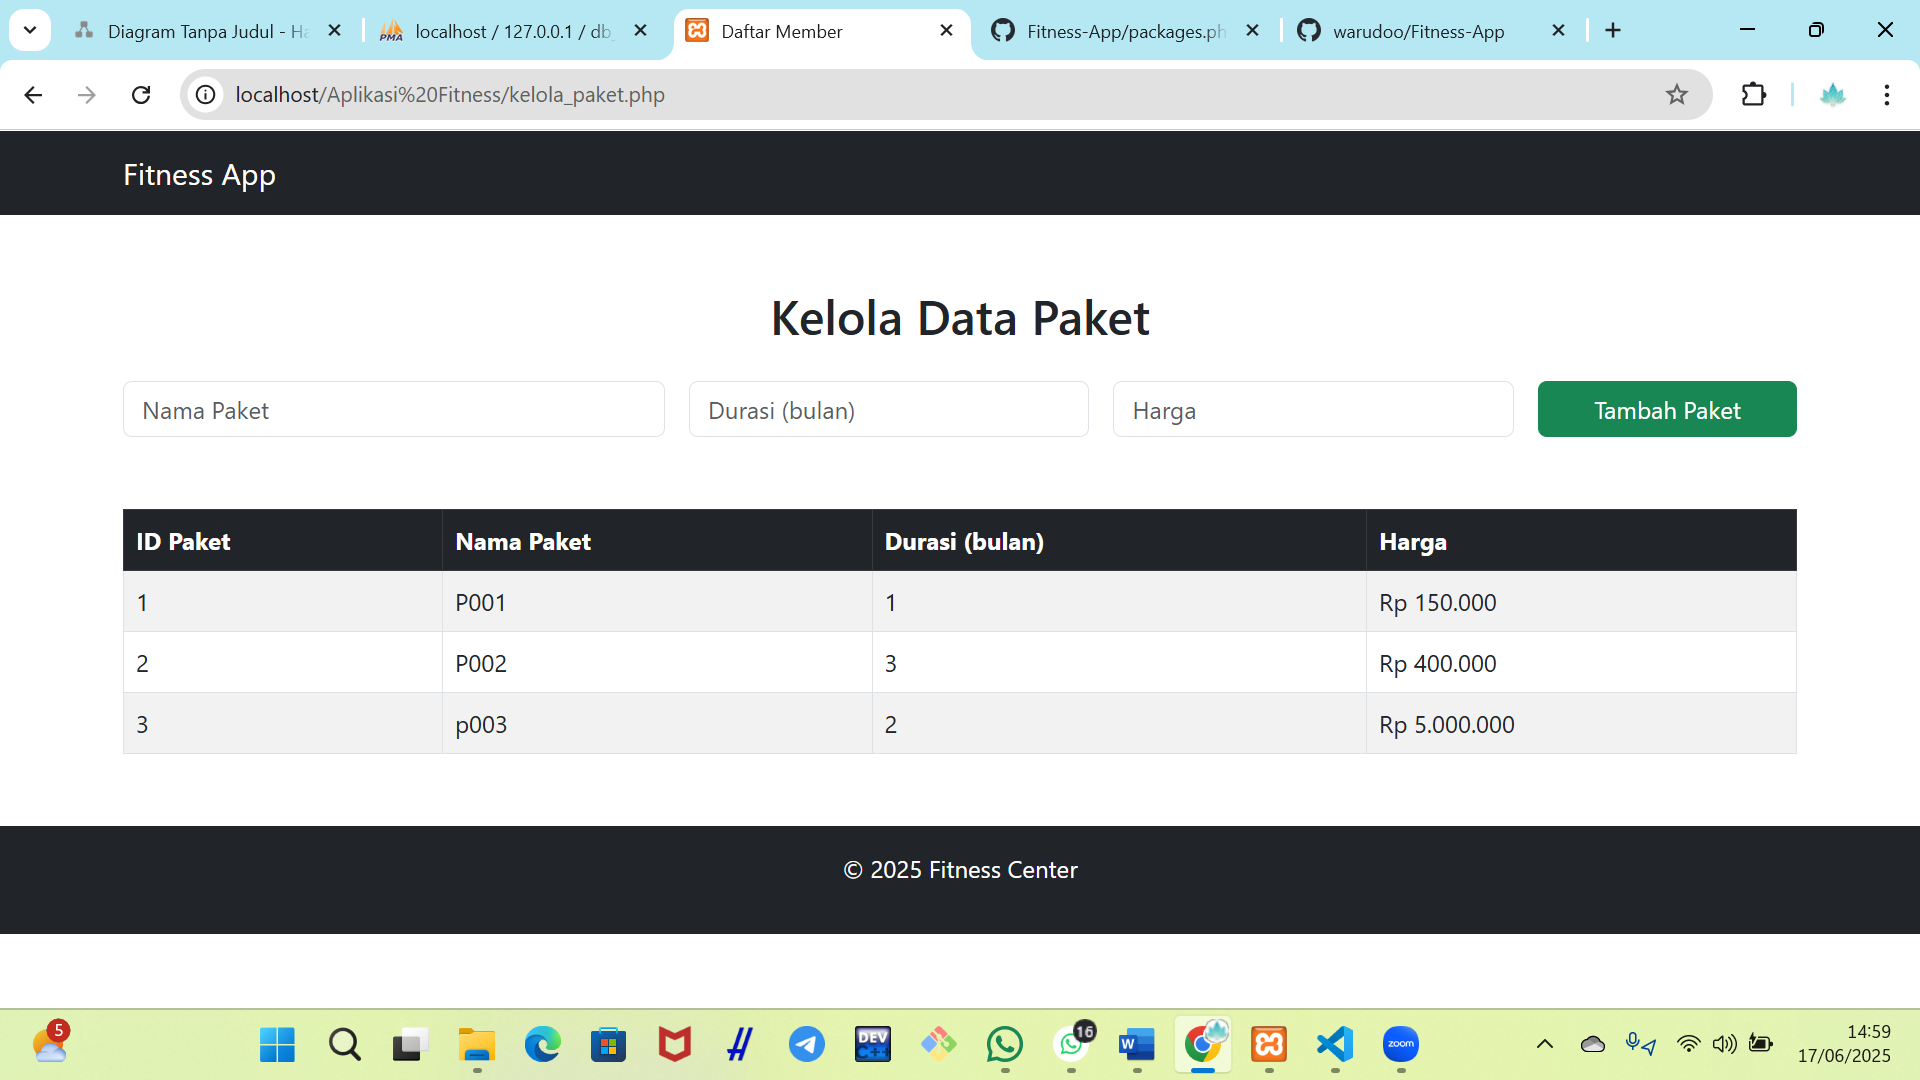 Diagram Tanpa Judul - Ha
localhost / 127.0.0.1 / db_
Daftar Member
Fitness-App/packages.ph
warudoo/Fitness-App
localhost/Aplikasi%20Fitness/kelola_paket.php
Fitness App
Kelola Data Paket
Nama Paket
Durasi (bulan)
Harga
Tambah Paket
ID Paket Nama Paket Durasi (bulan) Harga
1 P001 1 Rp 150.000
2 P002 3 Rp 400.000
3 p003 2 Rp 5.000.000
© 2025 Fitness Center
5
DEV
C++
16
W
zoom
14:59
17/06/2025
PMA